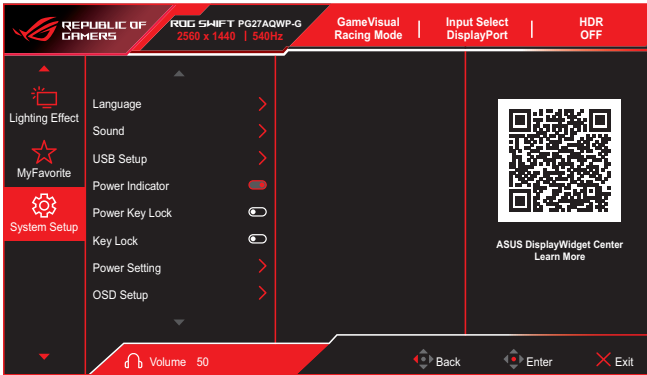 REPUBLIC OF
GAMERS
ROG SWIFT PG27AQWP-G
2560 x 1440 | 540Hz
GameVisual
Racing Mode
Input Select
DisplayPort
HDR
OFF
Lighting Effect
MyFavorite
System Setup
Language
Sound
USB Setup
Power Indicator
Power Key Lock
Key Lock
Power Setting
OSD Setup
ASUS DisplayWidget Center
Learn More
Volume 50
Back
Enter
Exit